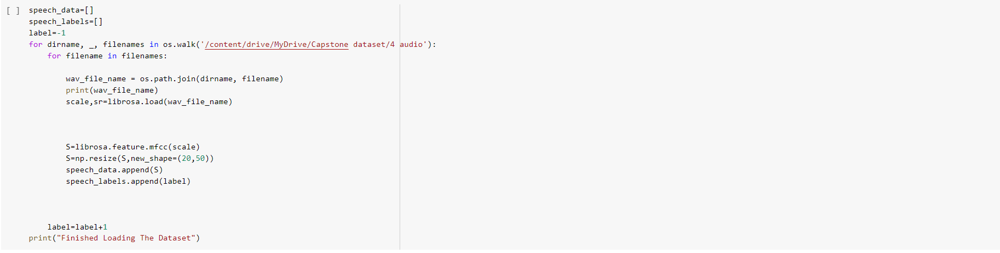 [ ] speech_data=[]
speech_labels=[]
label=-1
for dirname, _, filenames in os.walk('/content/drive/MyDrive/Capstone dataset/4 audio'):
    for filename in filenames:
        wav_file_name = os.path.join(dirname, filename)
        print(wav_file_name)
        scale,sr=librosa.load(wav_file_name)
        S=librosa.feature.mfcc(scale)
        S=np.resize(S,new_shape=(20,50))
        speech_data.append(S)
        speech_labels.append(label)
    label=label+1
print("Finished Loading The Dataset")